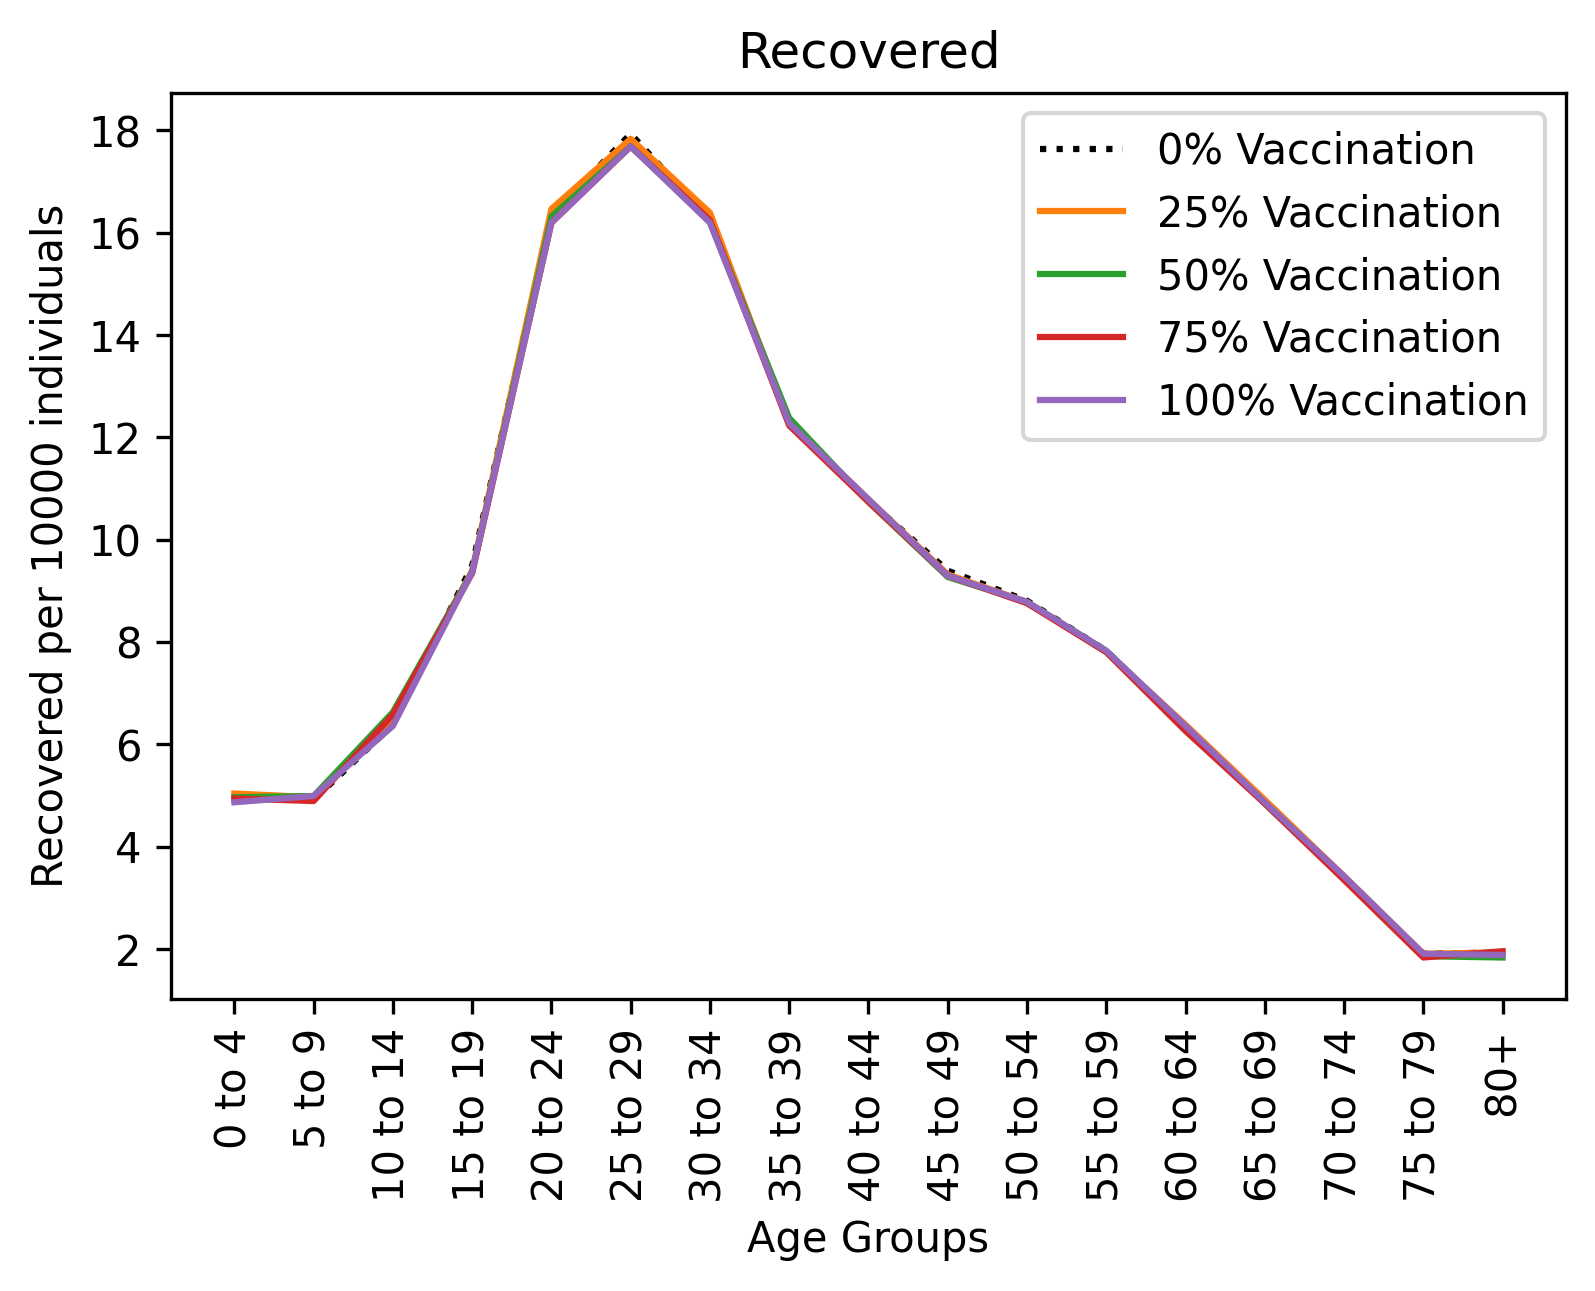 Recovered
Recovered per 10000 individuals
18
16
14
12
10
8
6
4
2
0% Vaccination
25% Vaccination
50% Vaccination
75% Vaccination
100% Vaccination
0 to 4
5 to 9
10 to 14
15 to 19
20 to 24
25 to 29
30 to 34
35 to 39
40 to 44
45 to 49
50 to 54
55 to 59
60 to 64
65 to 69
70 to 74
75 to 79
80+
Age Groups